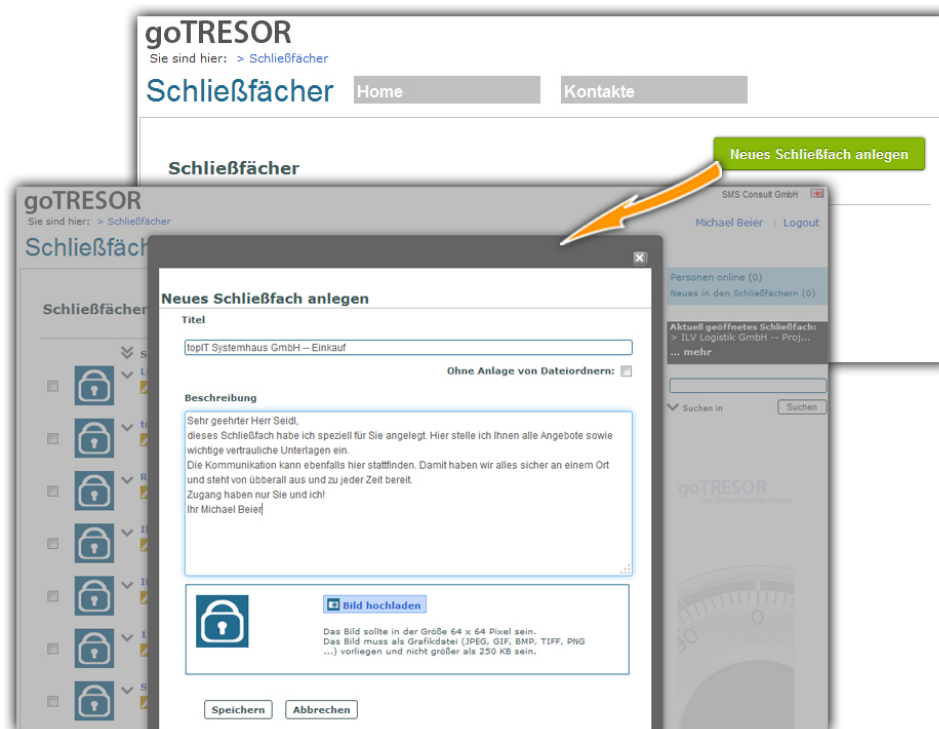 goTRESOR
Sie sind hier: > Schließfächer
Schließfächer
Home
Kontakte
Neues Schließfach anlegen
Schließfächer
goTRESOR
SMS Consult GmbH
Sie sind hier: > Schließfächer
Michael Beier | Logout
Schließfäch
Personen online (0)
Neues in den Schließfächern (0)
Neues Schließfach anlegen
Schließfächer
Titel
Aktuell geöffnetes Schließfach:
> ILV Logistik GmbH -- Proj...
... mehr
topIT Systemhaus GmbH -- Einkauf
Ohne Anlage von Dateiordnern:
Beschreibung
Suchen in
Suchen
Sehr geehrter Herr Seidl,
dieses Schließfach habe ich speziell für Sie angelegt. Hier stelle ich Ihnen alle Angebote sowie
wichtige vertrauliche Unterlagen ein.
Die Kommunikation kann ebenfalls hier stattfinden. Damit haben wir alles sicher an einem Ort
und steht von übberall aus und zu jeder Zeit bereit.
Zugang haben nur Sie und ich!
Ihr Michael Beier
goTRESOR
Bild hochladen
Das Bild sollte in der Größe 64 x 64 Pixel sein.
Das Bild muss als Grafikdatei (JPEG, GIF, BMP, TIFF, PNG
...) vorliegen und nicht größer als 250 KB sein.
0
Speichern
Abbrechen